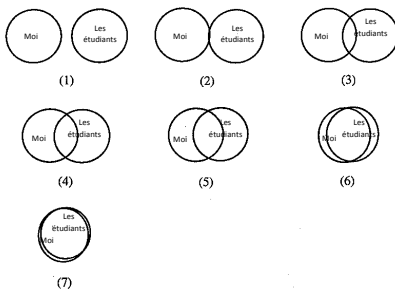 Moi
Les
étudiants
(1)
Moi
Les
étudiants
(2)
Moi
Les
étudiants
(3)
Moi
Les
étudiants
(4)
Moi
Les
étudiants
(5)
Moi
Les
étudiants
(6)
Moi
Les
étudiants
(7)